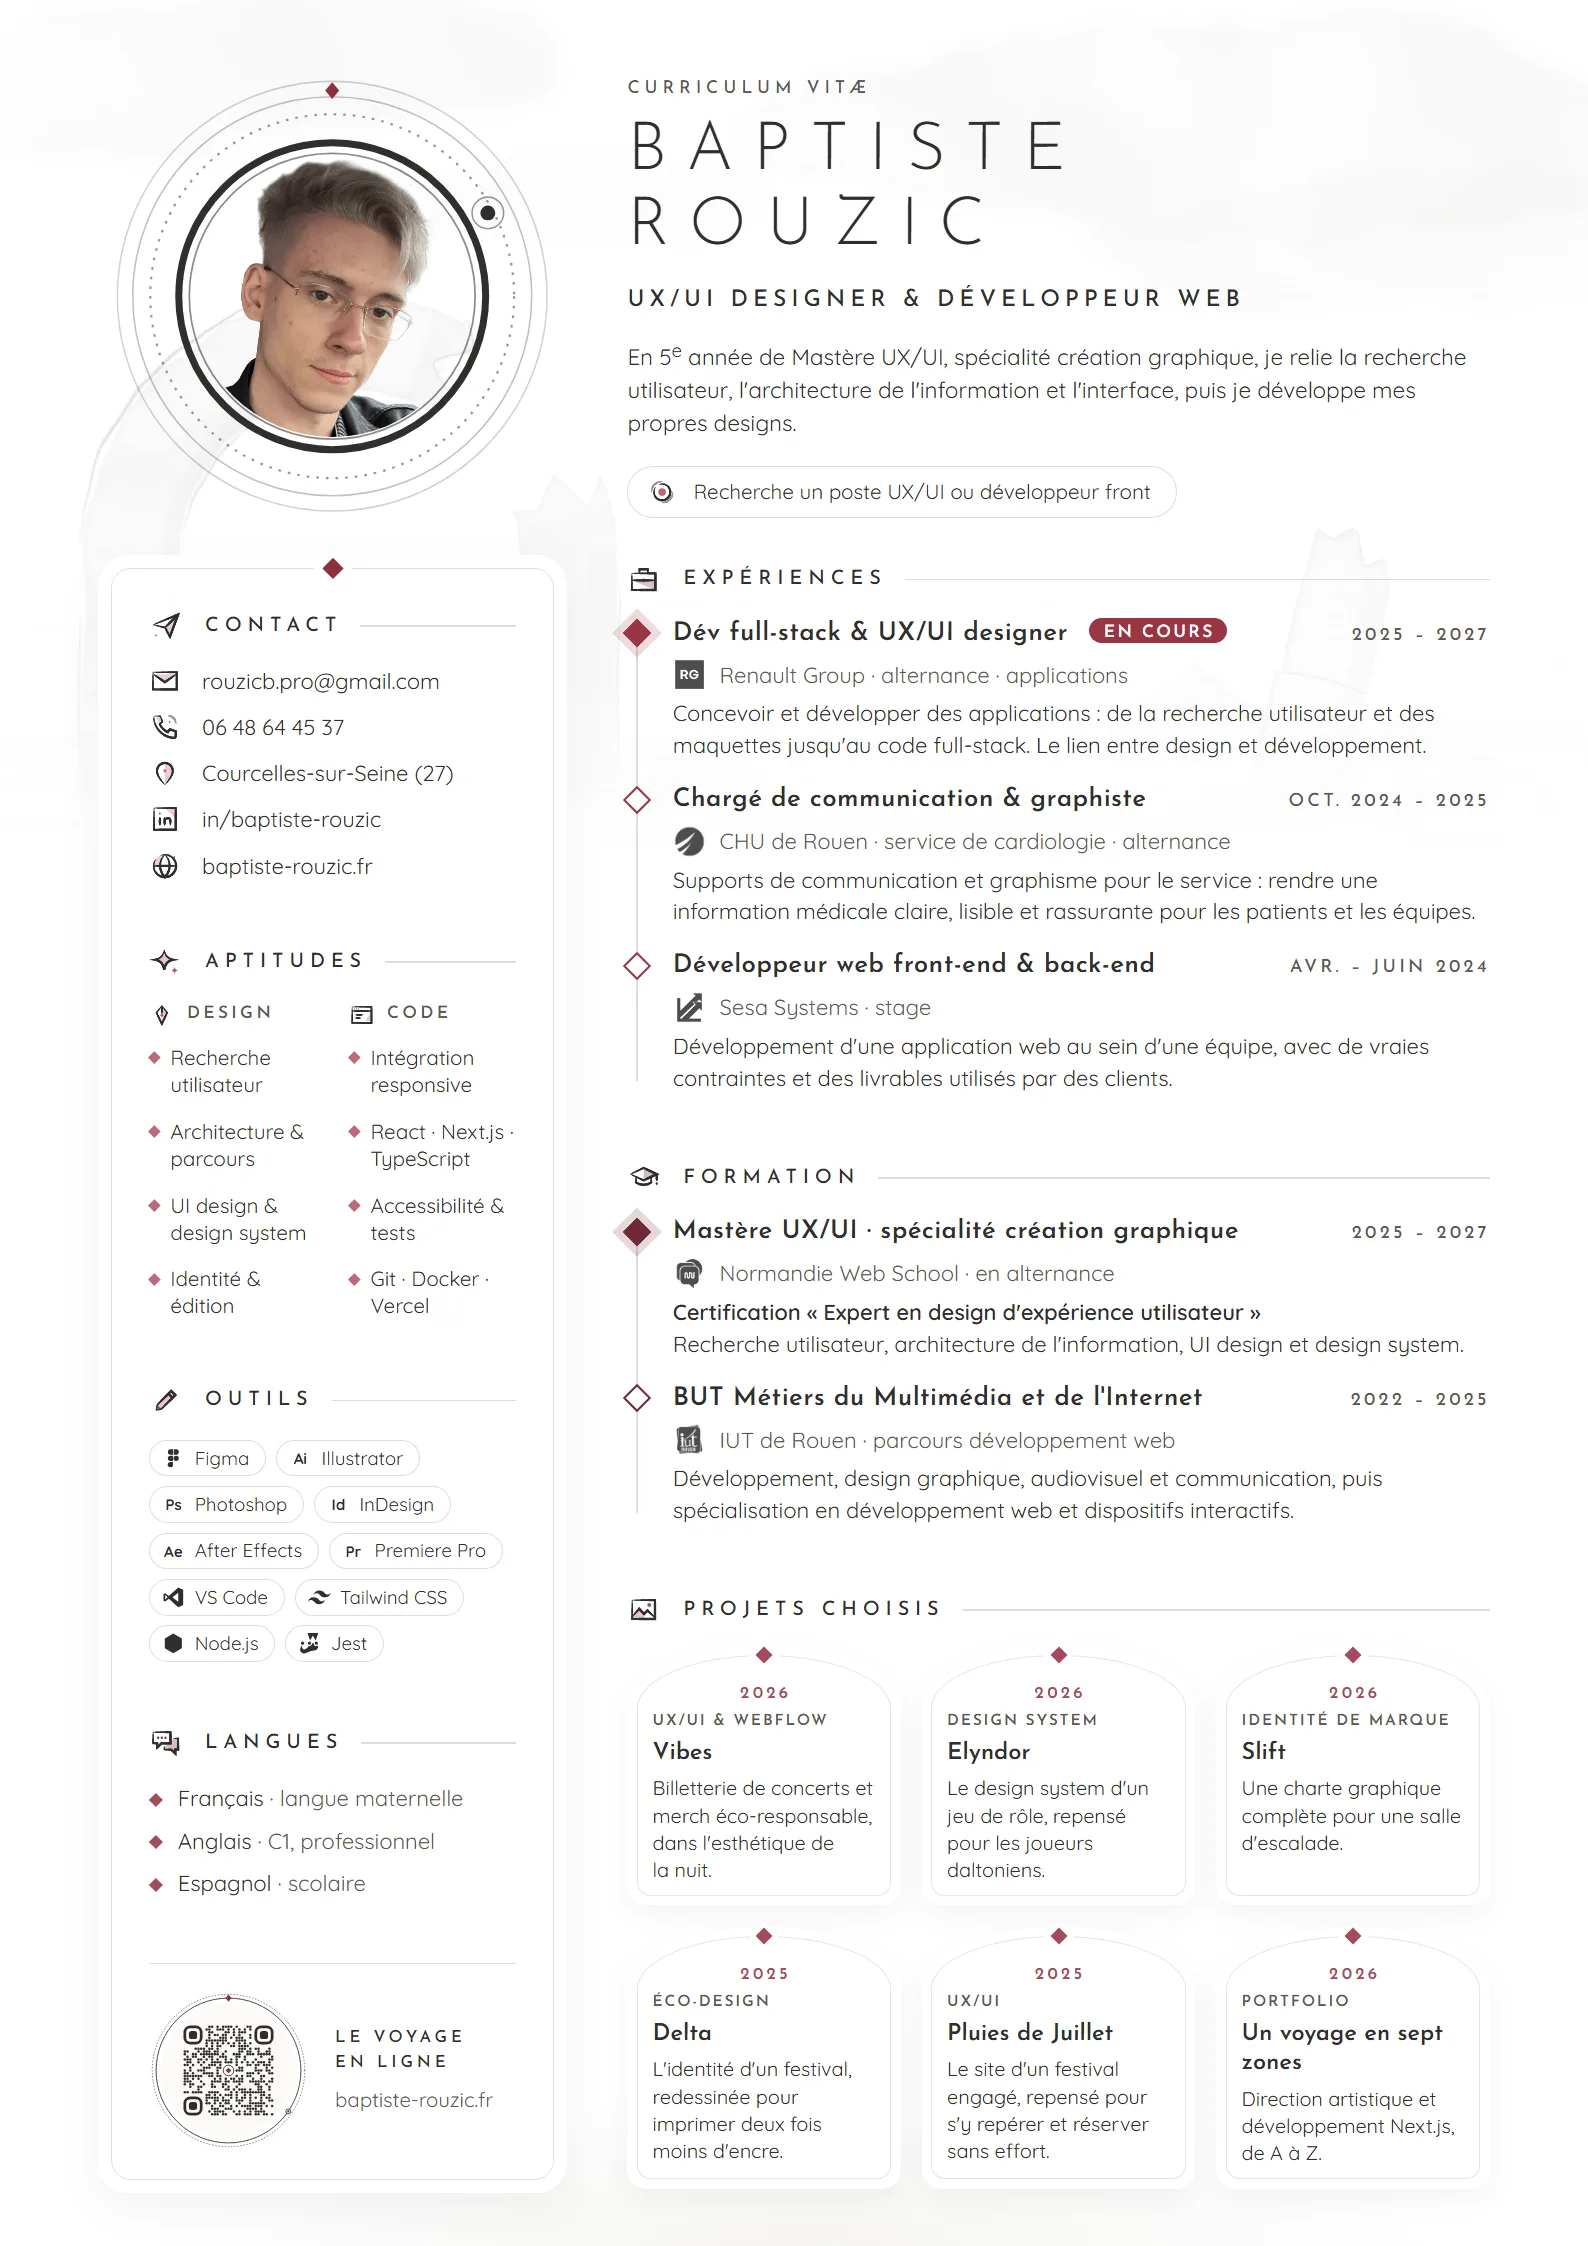 CURRICULUM VITÆ
BAPTISTE
ROUZIC
UX/UI DESIGNER & DÉVELOPPEUR WEB
En 5e année de Mastère UX/UI, spécialité création graphique, je relie la recherche
utilisateur, l'architecture de l'information et l'interface, puis je développe mes
propres designs.
Recherche un poste UX/UI ou développeur front
CONTACT
rouzicb.pro@gmail.com
06 48 64 45 37
Courcelles-sur-Seine (27)
in
in/baptiste-rouzic
baptiste-rouzic.fr
APTITUDES
DESIGN
Recherche
utilisateur
Architecture &
parcours
UI design &
design system
Identité &
édition
CODE
Intégration
responsive
React · Next.js ·
TypeScript
Accessibilité &
tests
Git · Docker ·
Vercel
OUTILS
Figma
Ai Illustrator
Ps Photoshop
Id InDesign
Ae After Effects
Pr Premiere Pro
VS Code
Tailwind CSS
Node.js
Jest
LANGUES
Français · langue maternelle
Anglais · C1, professionnel
Espagnol · scolaire
LE VOYAGE
EN LIGNE
baptiste-rouzic.fr
EXPÉRIENCES
Dév full-stack & UX/UI designer EN COURS 2025 – 2027
RG Renault Group · alternance · applications
Concevoir et développer des applications : de la recherche utilisateur et des
maquettes jusqu'au code full-stack. Le lien entre design et développement.
Chargé de communication & graphiste OCT. 2024 – 2025
CHU de Rouen · service de cardiologie · alternance
Supports de communication et graphisme pour le service : rendre une
information médicale claire, lisible et rassurante pour les patients et les équipes.
Développeur web front-end & back-end AVR. – JUIN 2024
Sesa Systems · stage
Développement d'une application web au sein d'une équipe, avec de vraies
contraintes et des livrables utilisés par des clients.
FORMATION
Mastère UX/UI · spécialité création graphique 2025 – 2027
Normandie Web School · en alternance
Certification « Expert en design d'expérience utilisateur »
Recherche utilisateur, architecture de l'information, UI design et design system.
BUT Métiers du Multimédia et de l'Internet 2022 – 2025
iut IUT de Rouen · parcours développement web
Développement, design graphique, audiovisuel et communication, puis
spécialisation en développement web et dispositifs interactifs.
PROJETS CHOISIS
2026
UX/UI & WEBFLOW
Vibes
Billetterie de concerts et
merch éco-responsable,
dans l'esthétique de
la nuit.
2026
DESIGN SYSTEM
Elyndor
Le design system d'un
jeu de rôle, repensé
pour les joueurs
daltoniens.
2026
IDENTITÉ DE MARQUE
Slift
Une charte graphique
complète pour une salle
d'escalade.
2025
ÉCO-DESIGN
Delta
L'identité d'un festival,
redessinée pour
imprimer deux fois
moins d'encre.
2025
UX/UI
Pluies de Juillet
Le site d'un festival
engagé, repensé pour
s'y repérer et réserver
sans effort.
2026
PORTFOLIO
Un voyage en sept
zones
Direction artistique et
développement Next.js,
de A à Z.